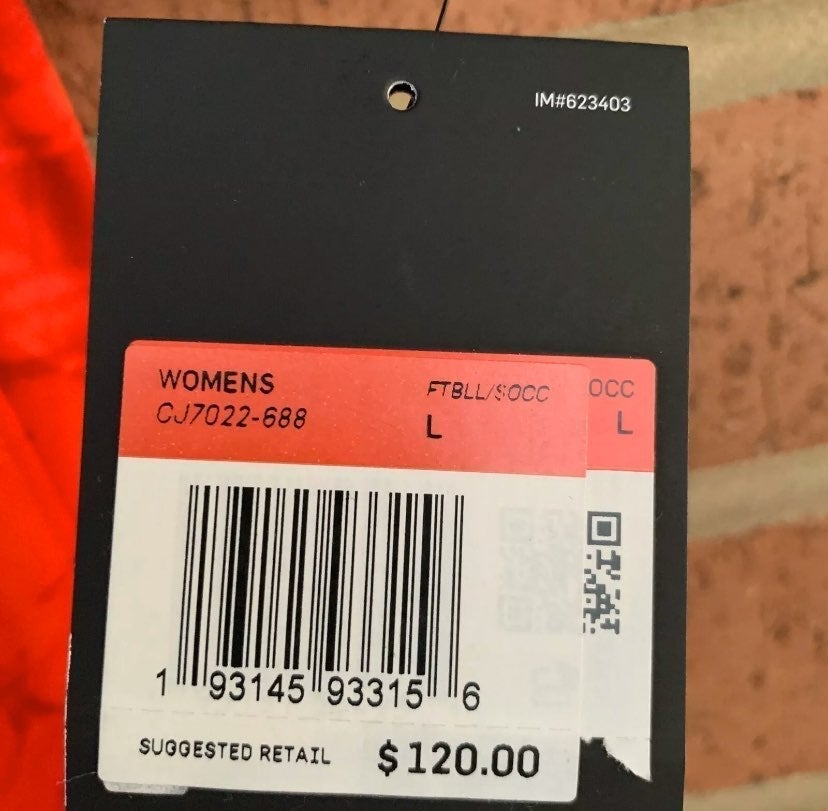 IM#623403
WOMENS FTBLL/SOCC OCC
CJ7022-688 L L
1 93145 93315 6
SUGGESTED RETAIL $120.00